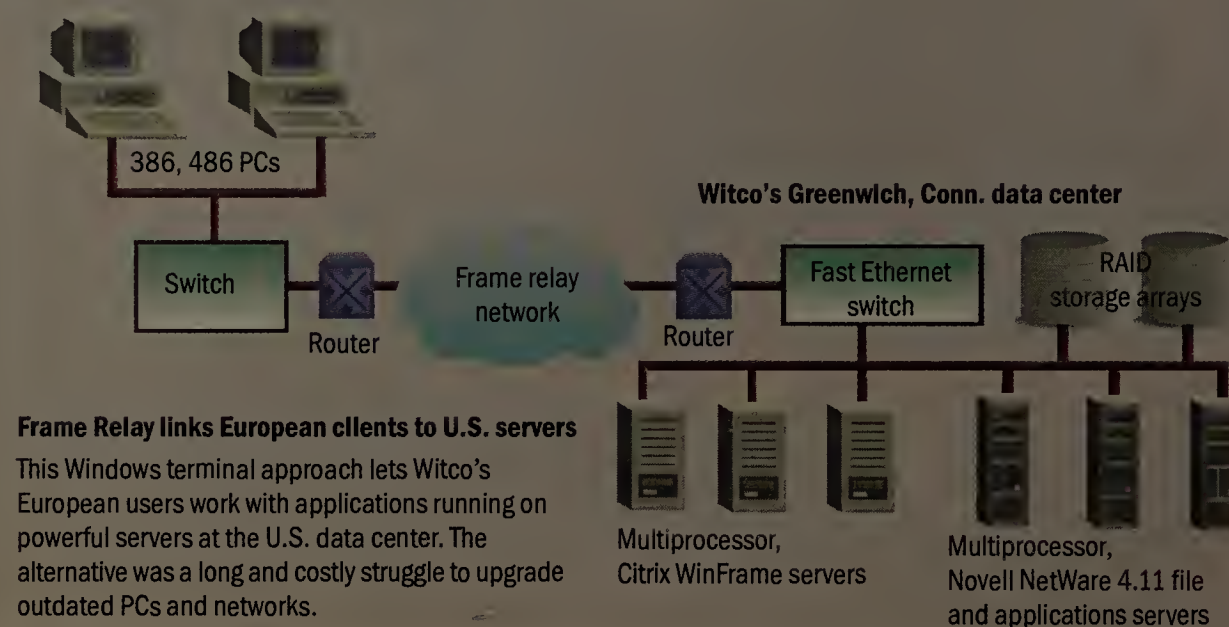 386, 486 PCs
Witco's Greenwich, Conn. data center
Switch
Router
Frame relay
network
Router
Fast Ethernet
switch
RAID
storage arrays
Frame Relay links European clients to U.S. servers
This Windows terminal approach lets Witco's
European users work with applications running on
powerful servers at the U.S. data center. The
alternative was a long and costly struggle to upgrade
outdated PCs and networks.
Multiprocessor,
Citrix WinFrame servers
Multiprocessor,
Novell NetWare 4.11 file
and applications servers